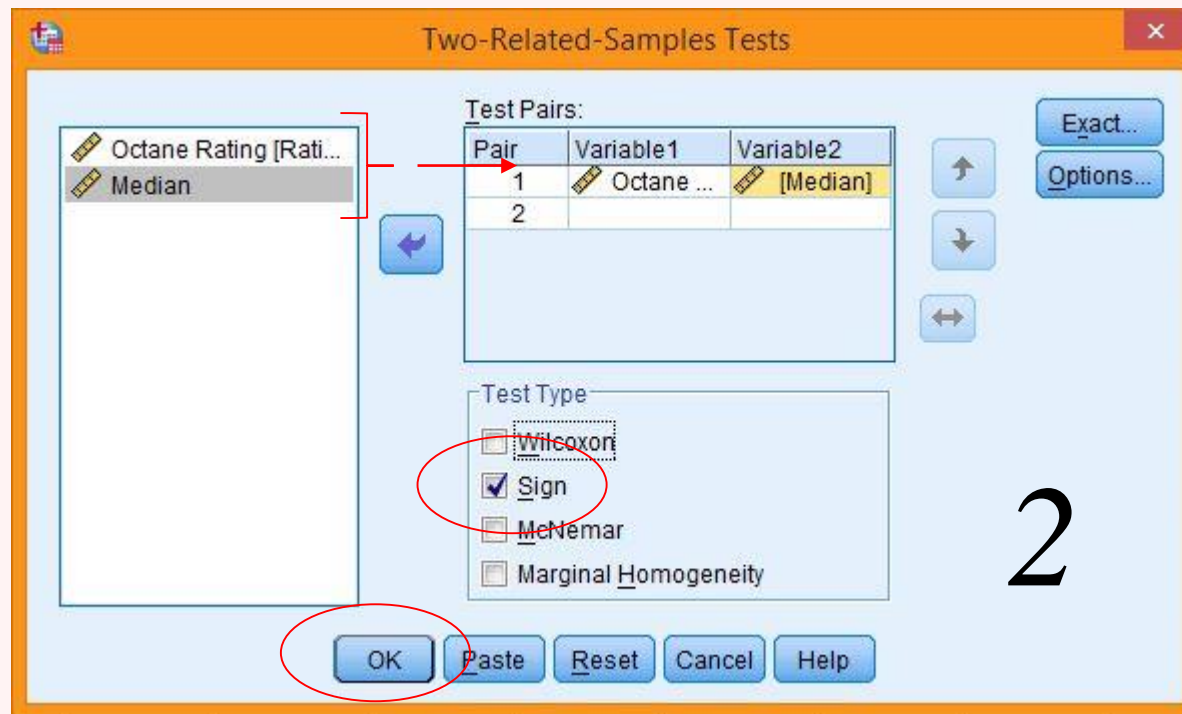 Two-Related-Samples Tests
Octane Rating [Rati...
Median
Test Pairs:
Pair Variable1 Variable2
1 Octane ... [Median]
2
Exact...
Options...
Test Type
Wilcoxon
Sign
McNemar
Marginal Homogeneity
2
OK Paste Reset Cancel Help